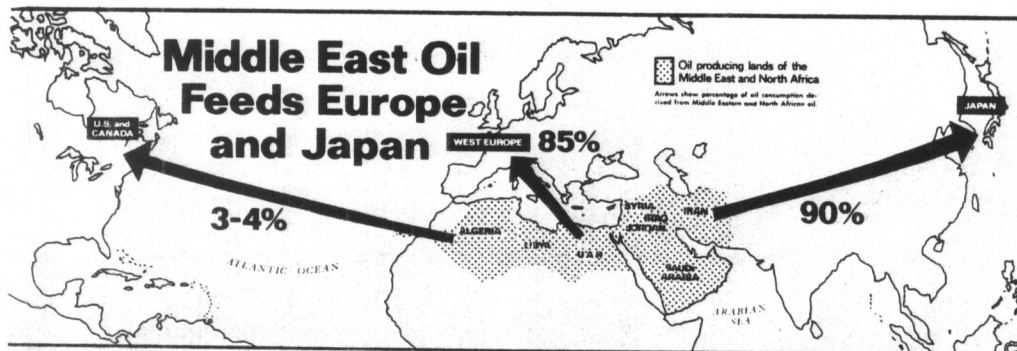 Middle East Oil
Feeds Europe
and Japan
Oil producing lands of the
Middle East and North Africa
Arrows show percentage of oil consumption de-
rived from Middle Eastern and North African oil.
U.S. and
CANADA
WEST EUROPE
85%
JAPAN
3-4%
90%
ALGERIA
LIBYA
UAR
SYRIA
IRAQ
JORDAN
IRAN
SAUDI
ARABIA
ATLANTIC OCEAN
ARABIAN
SEA